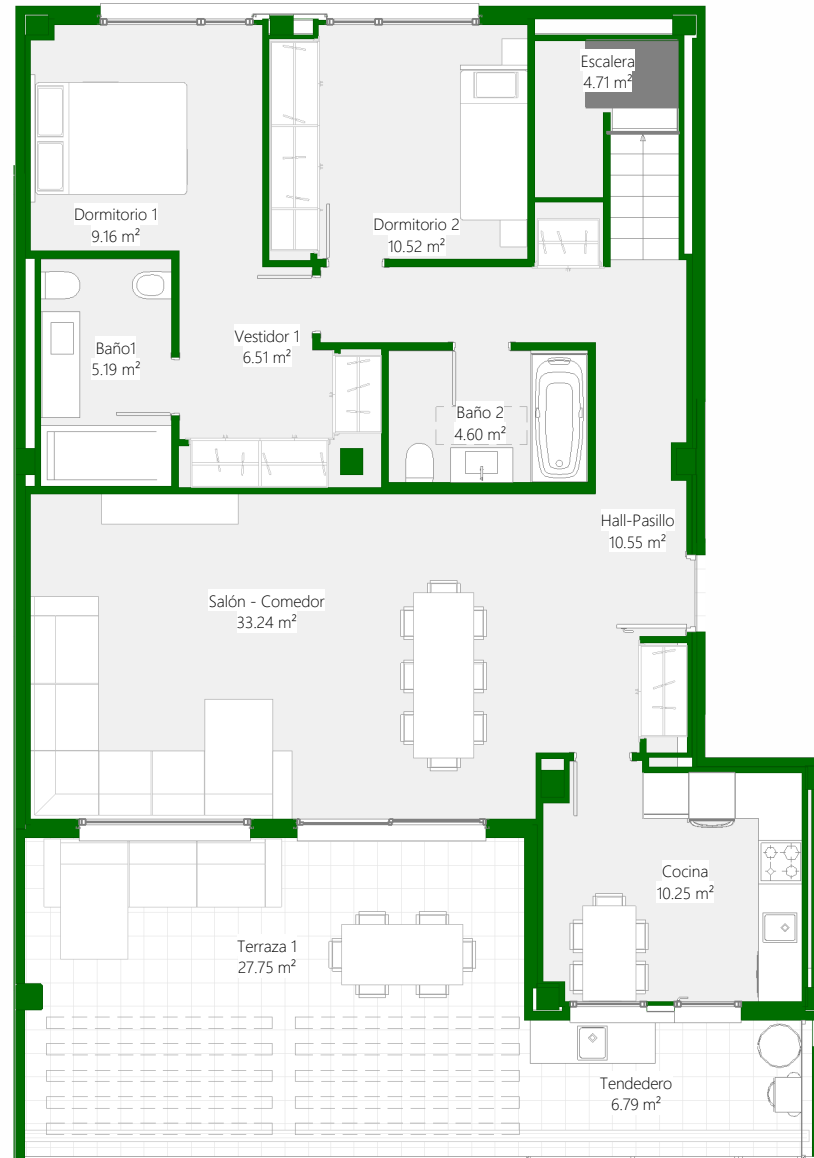 Escalera
4.71 m²
Dormitorio 1
9.16 m²
Dormitorio 2
10.52 m²
Baño1
5.19 m²
Vestidor 1
6.51 m²
Baño 2
4.60 m²
Hall-Pasillo
10.55 m²
Salón - Comedor
33.24 m²
Cocina
10.25 m²
Terraza 1
27.75 m²
Tendedero
6.79 m²